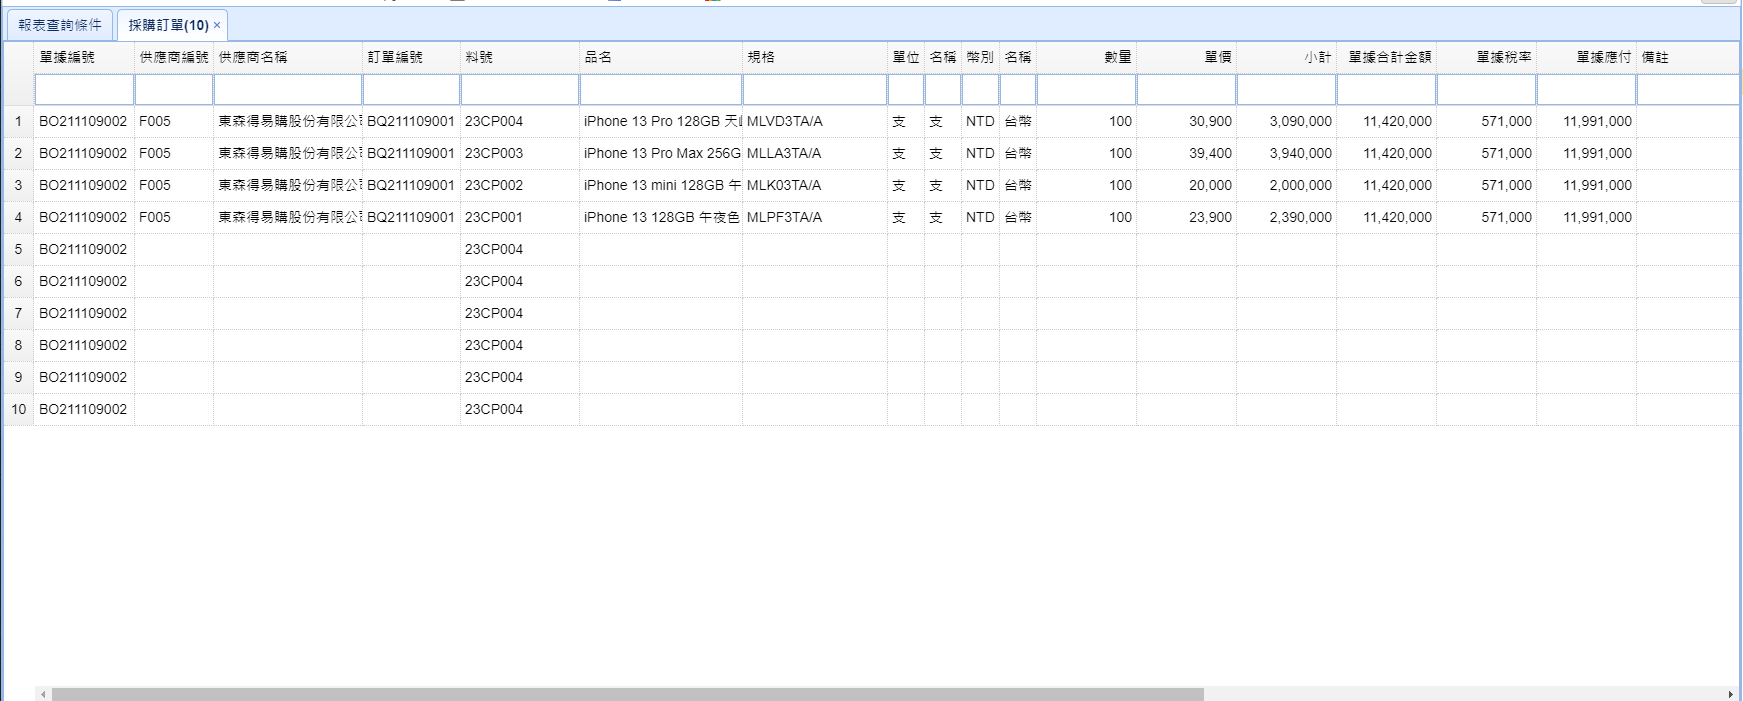 報表查詢條件 採購訂單(10) ×
單據編號 供應商編號 供應商名稱 訂單編號 料號 品名 規格 單位 名稱 幣別 名稱 數量 單價 小計 單據合計金額 單據稅率 單據應付 備註
1 BO211109002 F005 東森得易購股份有限公司 BQ211109001 23CP004 iPhone 13 Pro 128GB 天 MLVD3TA/A 支 支 NTD 台幣 100 30,900 3,090,000 11,420,000 571,000 11,991,000
2 BO211109002 F005 東森得易購股份有限公司 BQ211109001 23CP003 iPhone 13 Pro Max 256G MLLA3TA/A 支 支 NTD 台幣 100 39,400 3,940,000 11,420,000 571,000 11,991,000
3 BO211109002 F005 東森得易購股份有限公司 BQ211109001 23CP002 iPhone 13 mini 128GB 午 MLK03TA/A 支 支 NTD 台幣 100 20,000 2,000,000 11,420,000 571,000 11,991,000
4 BO211109002 F005 東森得易購股份有限公司 BQ211109001 23CP001 iPhone 13 128GB 午夜色 MLPF3TA/A 支 支 NTD 台幣 100 23,900 2,390,000 11,420,000 571,000 11,991,000
5 BO211109002 23CP004
6 BO211109002 23CP004
7 BO211109002 23CP004
8 BO211109002 23CP004
9 BO211109002 23CP004
10 BO211109002 23CP004